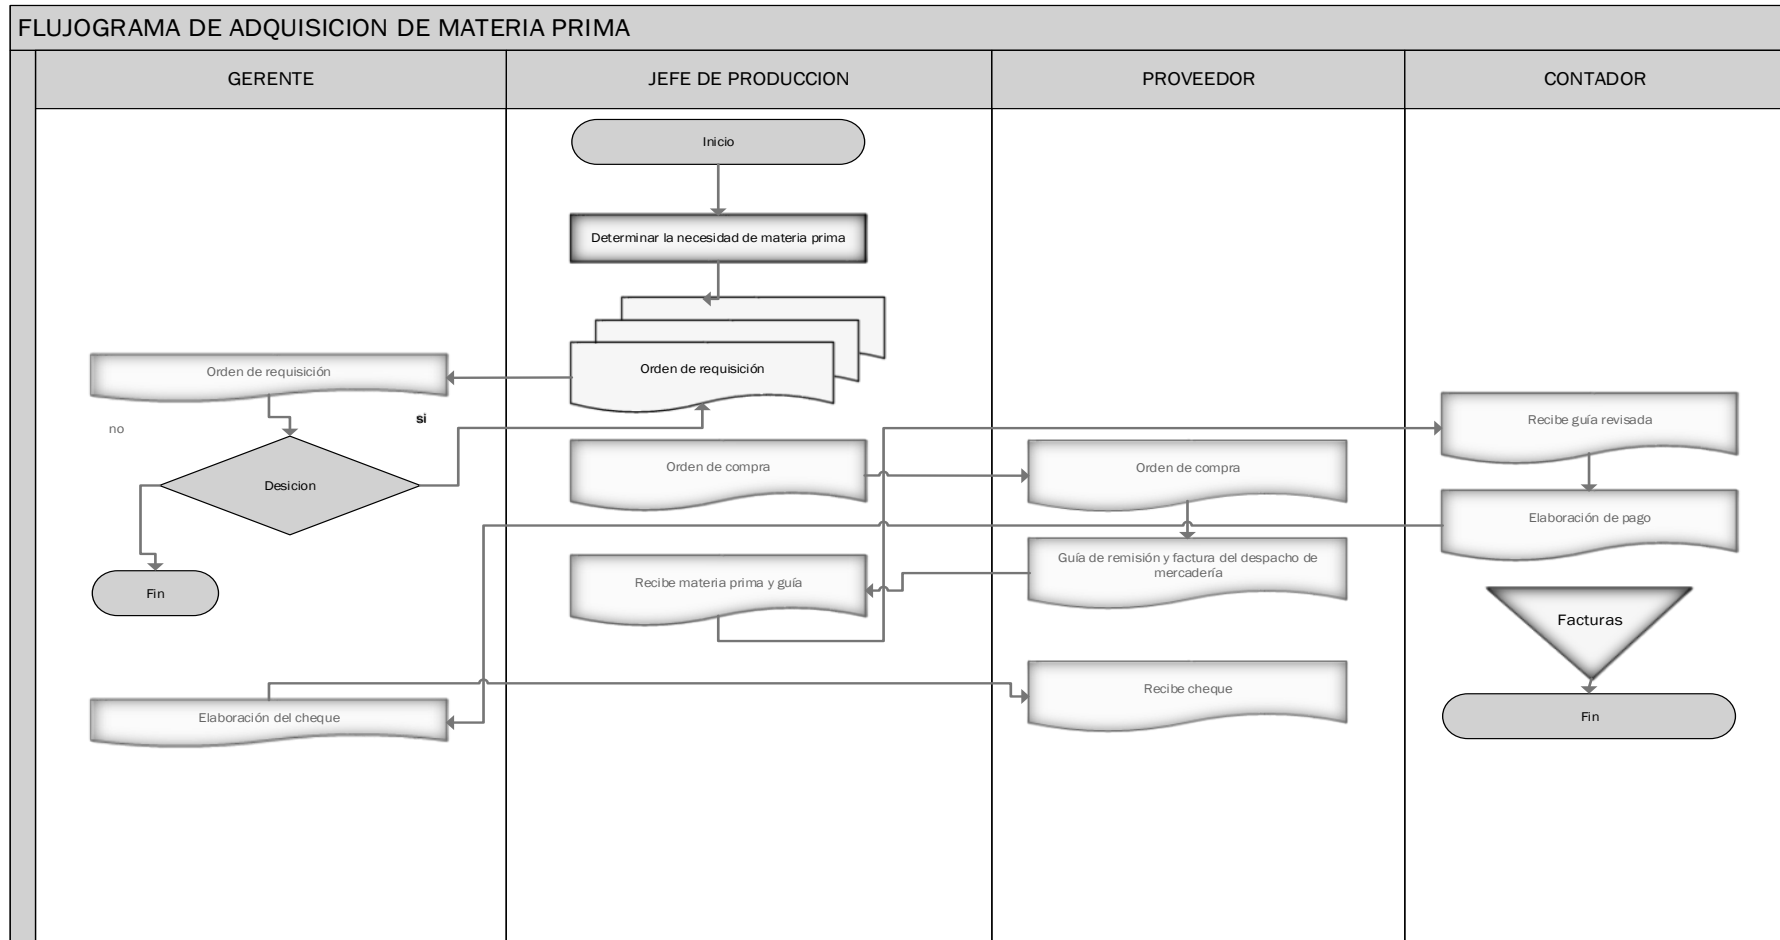 FLUJOGRAMA DE ADQUISICION DE MATERIA PRIMA
GERENTE
JEFE DE PRODUCCION
PROVEEDOR
CONTADOR
Inicio
Determinar la necesidad de materia prima
Orden de requisición
Orden de requisición
si
no
Desicion
Fin
Orden de compra
Orden de compra
Recibe guía revisada
Elaboración de pago
Guía de remisión y factura del despacho de
mercadería
Recibe materia prima y guía
Facturas
Elaboración del cheque
Recibe cheque
Fin